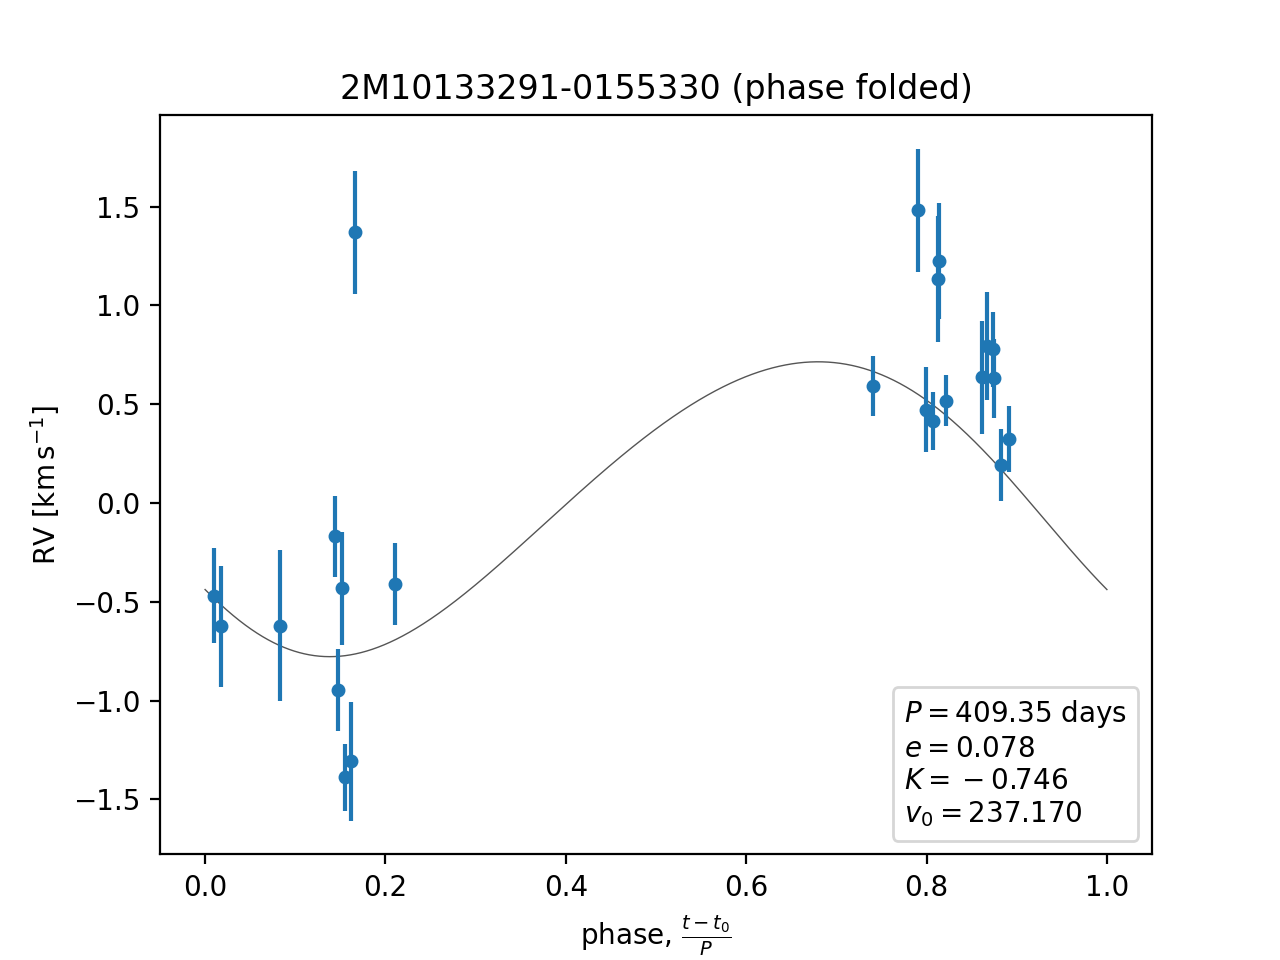 2M10133291-0155330 (phase folded)
RV [km s⁻¹]
1.5
1.0
0.5
0.0
−0.5
−1.0
−1.5
P = 409.35 days
e = 0.078
K = −0.746
v₀ = 237.170
0.0 0.2 0.4 0.6 0.8 1.0
phase, (t − t₀)/P